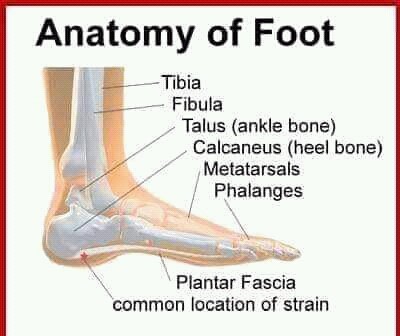 Anatomy of Foot
Tibia
Fibula
Talus (ankle bone)
Calcaneus (heel bone)
Metatarsals
Phalanges
Plantar Fascia
common location of strain